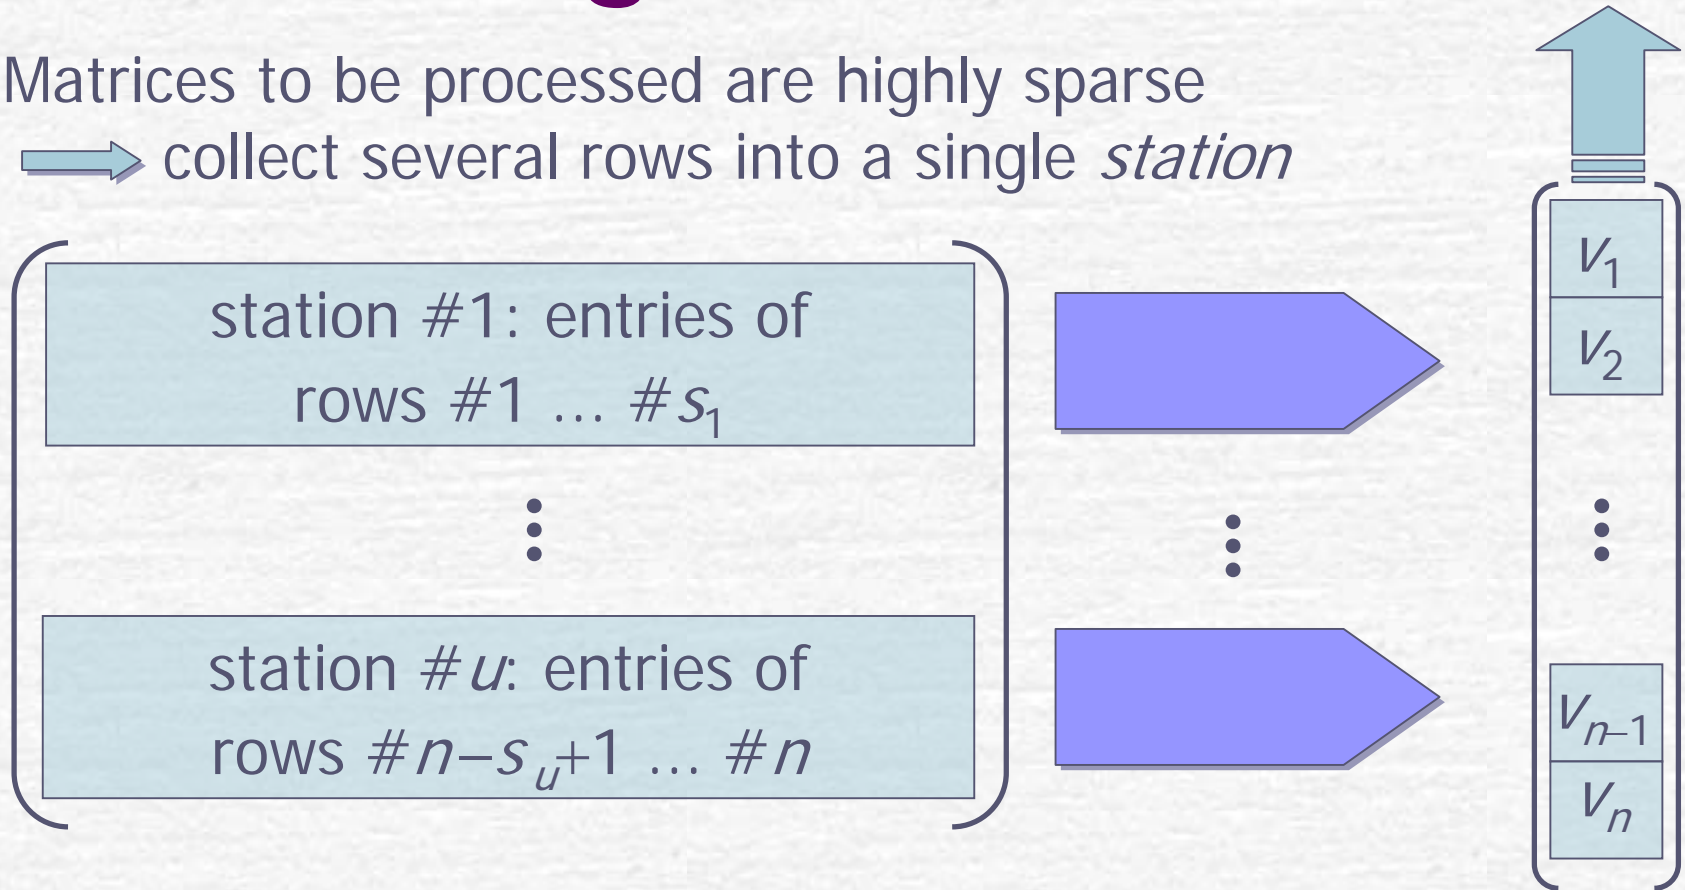 Matrices to be processed are highly sparse
collect several rows into a single station
station #1: entries of
rows #1 … #s₁
⋮
station #u: entries of
rows #n−sᵤ+1 … #n
⋮
V₁
V₂
⋮
Vₙ₋₁
Vₙ